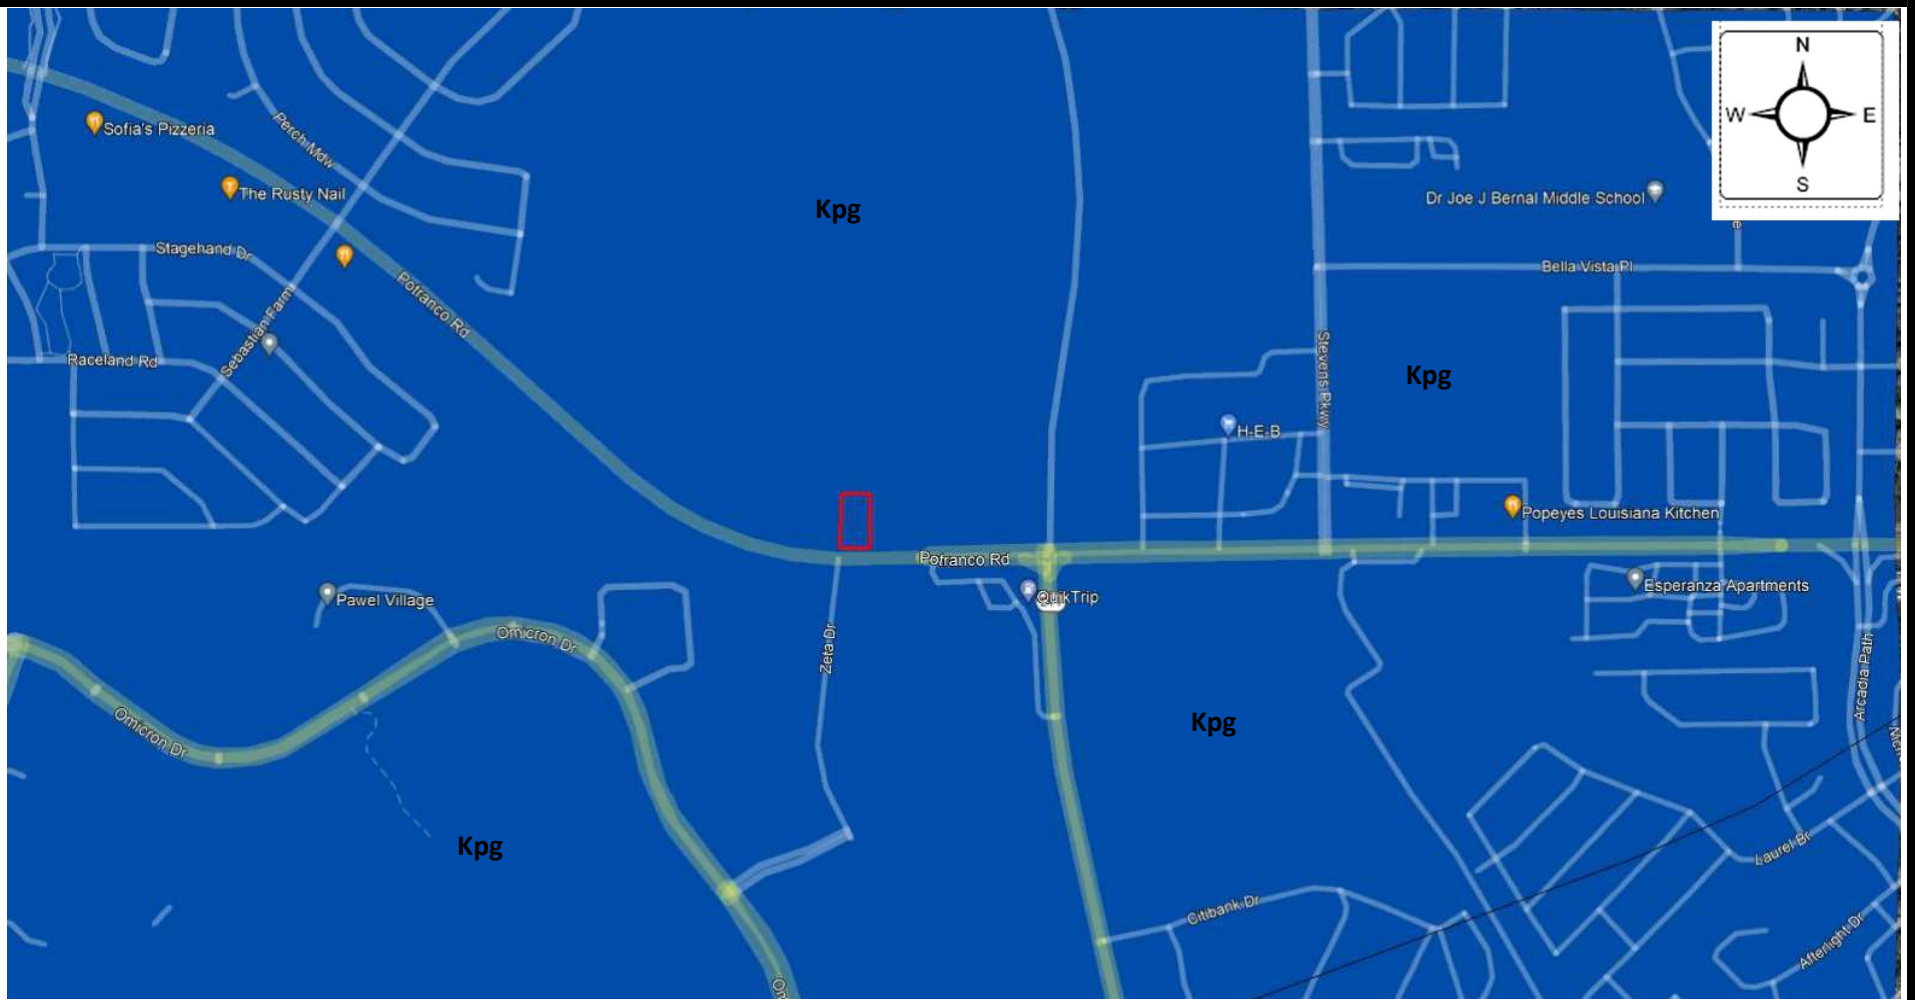 N
W
E
S
Sofia's Pizzeria
Perch Mdw
The Rusty Nail
Dr Joe J Bernal Middle School
Kpg
e
Stagehand Dr
Bella Vista Pl
Potranco Rd
Sebastian Farm
Raceland Rd
Stevens Pkwy
Kpg
H-E-B
Popeyes Louisiana Kitchen
Potranco Rd
QuikTrip
Esperanza Apartments
Pawel Village
Omicron Dr
Zeta Dr
Arcadia Path
Omicron Dr
Kpg
Kpg
Laurel Br
Citibank Dr
Afterlight Dr
Om